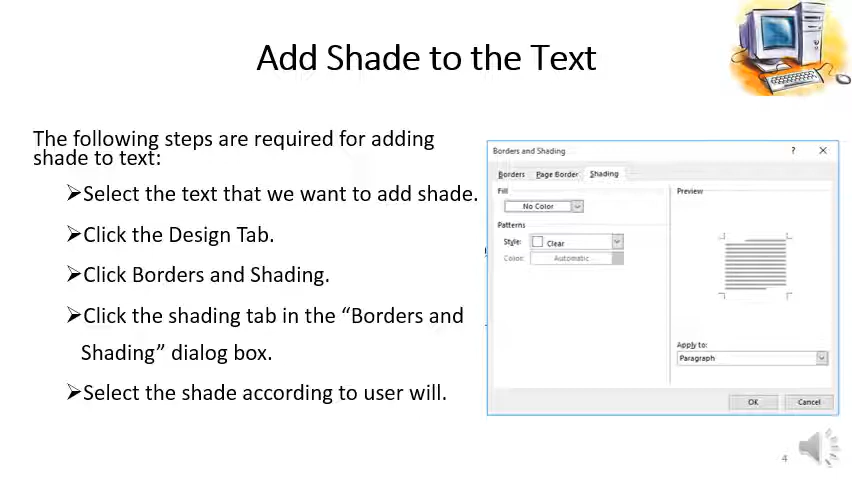 Add Shade to the Text
The following steps are required for adding
shade to text:
➢Select the text that we want to add shade.
➢Click the Design Tab.
➢Click Borders and Shading.
➢Click the shading tab in the “Borders and
Shading” dialog box.
➢Select the shade according to user will.
Borders and Shading
? ✕
Borders Page Border Shading
Fill
No Color
Patterns
Style: Clear
Color: Automatic
Preview
Apply to:
Paragraph
OK Cancel
4